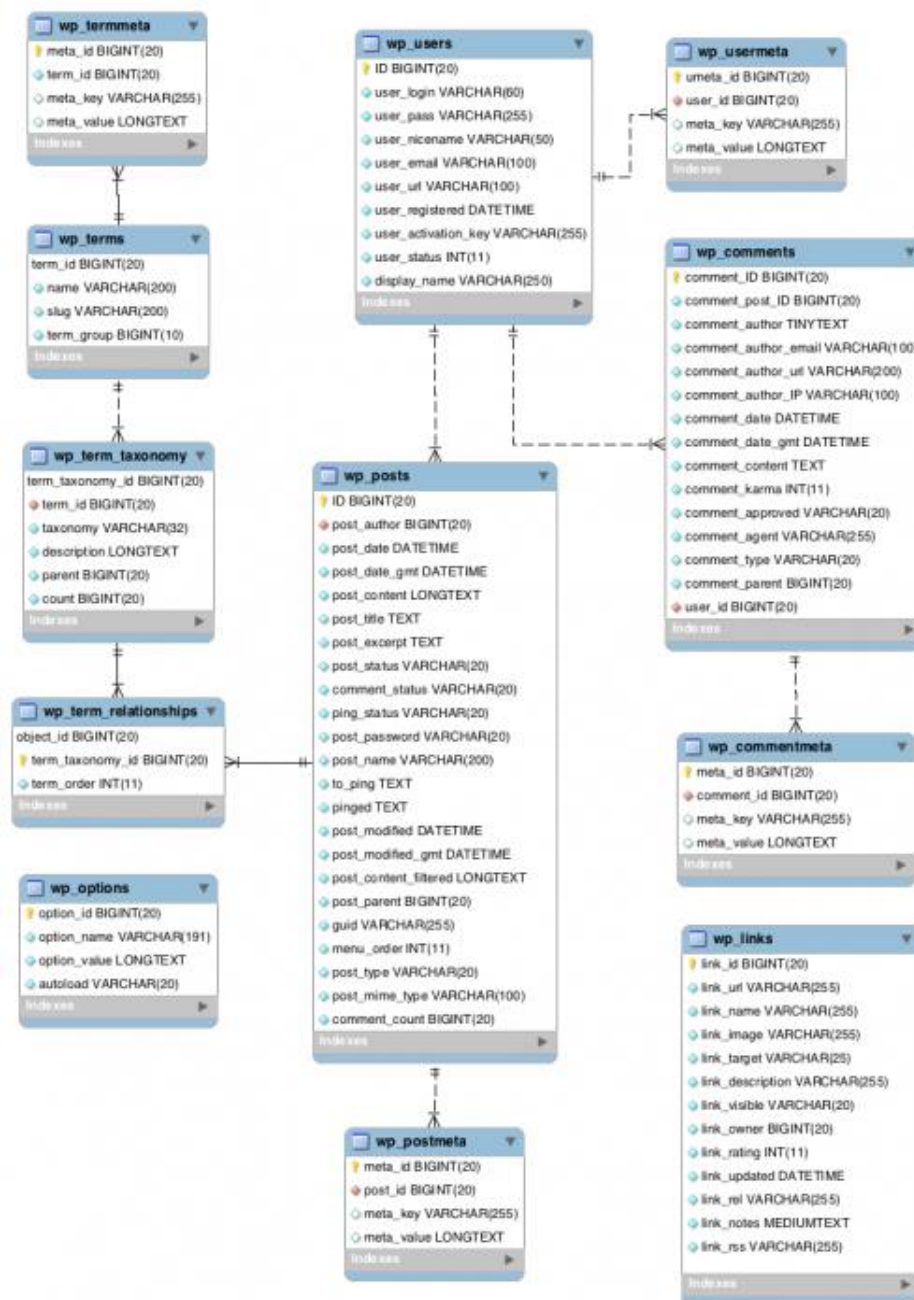 wp_termmeta
meta_id BIGINT(20)
term_id BIGINT(20)
meta_key VARCHAR(255)
meta_value LONGTEXT
Indexes
wp_terms
term_id BIGINT(20)
name VARCHAR(200)
slug VARCHAR(200)
term_group BIGINT(10)
Indexes
wp_term_taxonomy
term_taxonomy_id BIGINT(20)
term_id BIGINT(20)
taxonomy VARCHAR(32)
description LONGTEXT
parent BIGINT(20)
count BIGINT(20)
Indexes
wp_term_relationships
object_id BIGINT(20)
term_taxonomy_id BIGINT(20)
term_order INT(11)
Indexes
wp_options
option_id BIGINT(20)
option_name VARCHAR(191)
option_value LONGTEXT
autoload VARCHAR(20)
Indexes
wp_users
ID BIGINT(20)
user_login VARCHAR(60)
user_pass VARCHAR(255)
user_nicename VARCHAR(50)
user_email VARCHAR(100)
user_url VARCHAR(100)
user_registered DATETIME
user_activation_key VARCHAR(255)
user_status INT(11)
display_name VARCHAR(250)
Indexes
wp_posts
ID BIGINT(20)
post_author BIGINT(20)
post_date DATETIME
post_date_gmt DATETIME
post_content LONGTEXT
post_title TEXT
post_excerpt TEXT
post_status VARCHAR(20)
comment_status VARCHAR(20)
ping_status VARCHAR(20)
post_password VARCHAR(20)
post_name VARCHAR(200)
to_ping TEXT
pinged TEXT
post_modified DATETIME
post_modified_gmt DATETIME
post_content_filtered LONGTEXT
post_parent BIGINT(20)
guid VARCHAR(255)
menu_order INT(11)
post_type VARCHAR(20)
post_mime_type VARCHAR(100)
comment_count BIGINT(20)
Indexes
wp_postmeta
meta_id BIGINT(20)
post_id BIGINT(20)
meta_key VARCHAR(255)
meta_value LONGTEXT
Indexes
wp_usermeta
umeta_id BIGINT(20)
user_id BIGINT(20)
meta_key VARCHAR(255)
meta_value LONGTEXT
Indexes
wp_comments
comment_ID BIGINT(20)
comment_post_ID BIGINT(20)
comment_author TINYTEXT
comment_author_email VARCHAR(100
comment_author_url VARCHAR(200)
comment_author_IP VARCHAR(100)
comment_date DATETIME
comment_date_gmt DATETIME
comment_content TEXT
comment_karma INT(11)
comment_approved VARCHAR(20)
comment_agent VARCHAR(255)
comment_type VARCHAR(20)
comment_parent BIGINT(20)
user_id BIGINT(20)
Indexes
wp_commentmeta
meta_id BIGINT(20)
comment_id BIGINT(20)
meta_key VARCHAR(255)
meta_value LONGTEXT
Indexes
wp_links
link_id BIGINT(20)
link_url VARCHAR(255)
link_name VARCHAR(255)
link_image VARCHAR(255)
link_target VARCHAR(25)
link_description VARCHAR(255)
link_visible VARCHAR(20)
link_owner BIGINT(20)
link_rating INT(11)
link_updated DATETIME
link_rel VARCHAR(255)
link_notes MEDIUMTEXT
link_rss VARCHAR(255)
Indexes